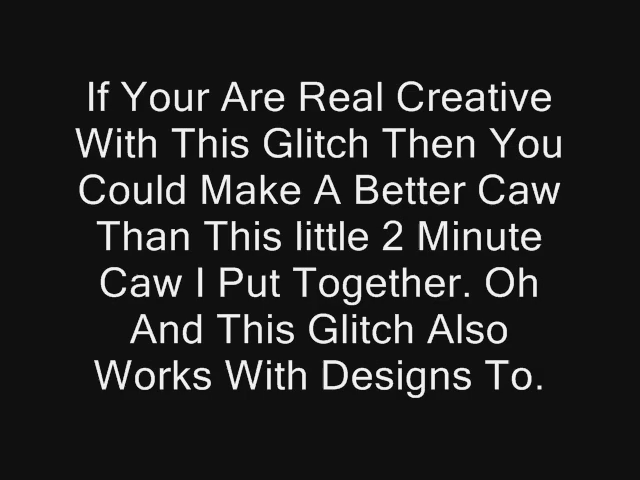 If Your Are Real Creative
With This Glitch Then You
Could Make A Better Caw
Than This little 2 Minute
Caw I Put Together. Oh
And This Glitch Also
Works With Designs To.